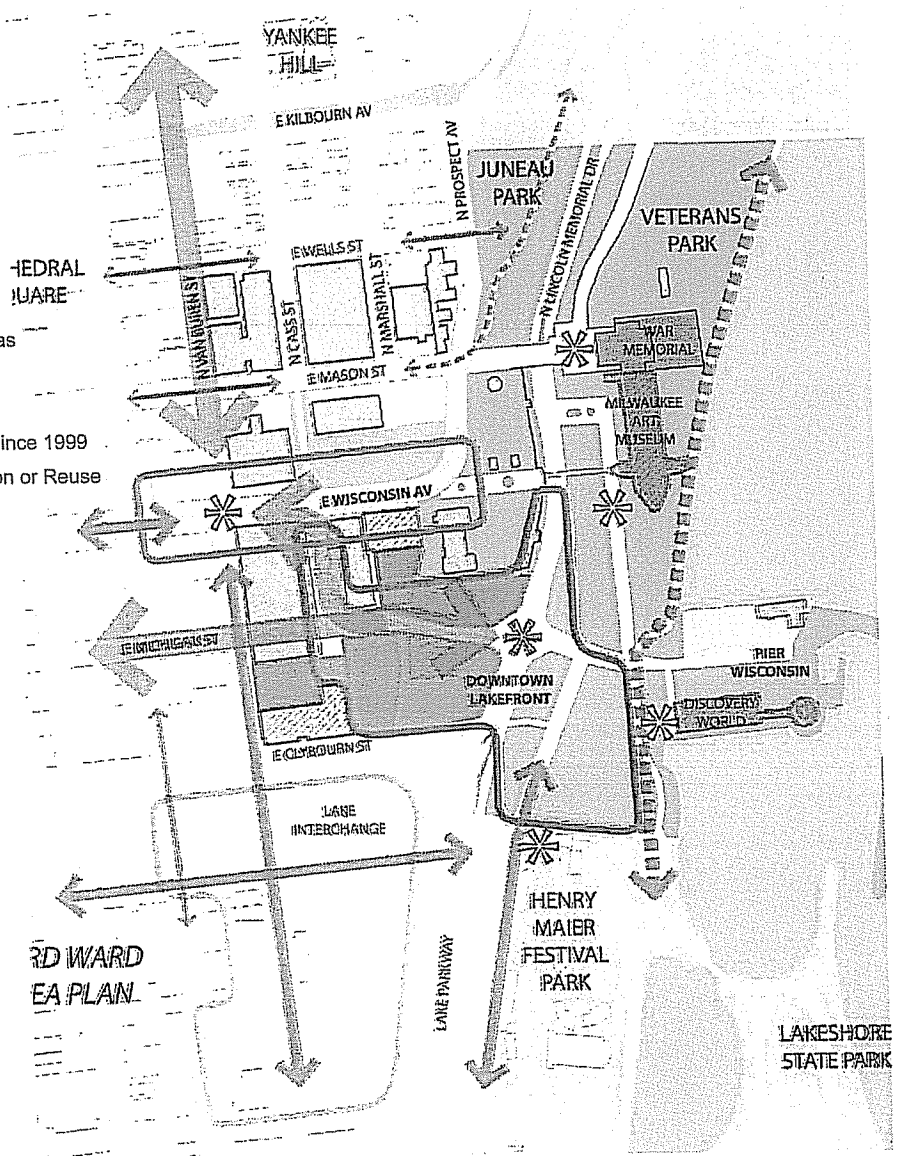 YANKEE
HILL
E KILBOURN AV
N PROSPECT AV
JUNEAU
PARK
N LINCOLN MEMORIAL DR
VETERANS
PARK
HEDRAL
UARE
E WELLS ST
N VAN BUREN ST
N CASS ST
N MARSHALL ST
as
WAR
MEMORIAL
E MASON ST
MILWAUKEE
ART
MUSEUM
ince 1999
on or Reuse
E WISCONSIN AV
E MICHIGAN ST
PIER
WISCONSIN
DOWNTOWN
LAKEFRONT
DISCOVERY
WORLD
E CLYBOURN ST
LAKE
INTERCHANGE
RD WARD
EA PLAN
LAKE PARKWAY
HENRY
MAIER
FESTIVAL
PARK
LAKESHORE
STATE PARK